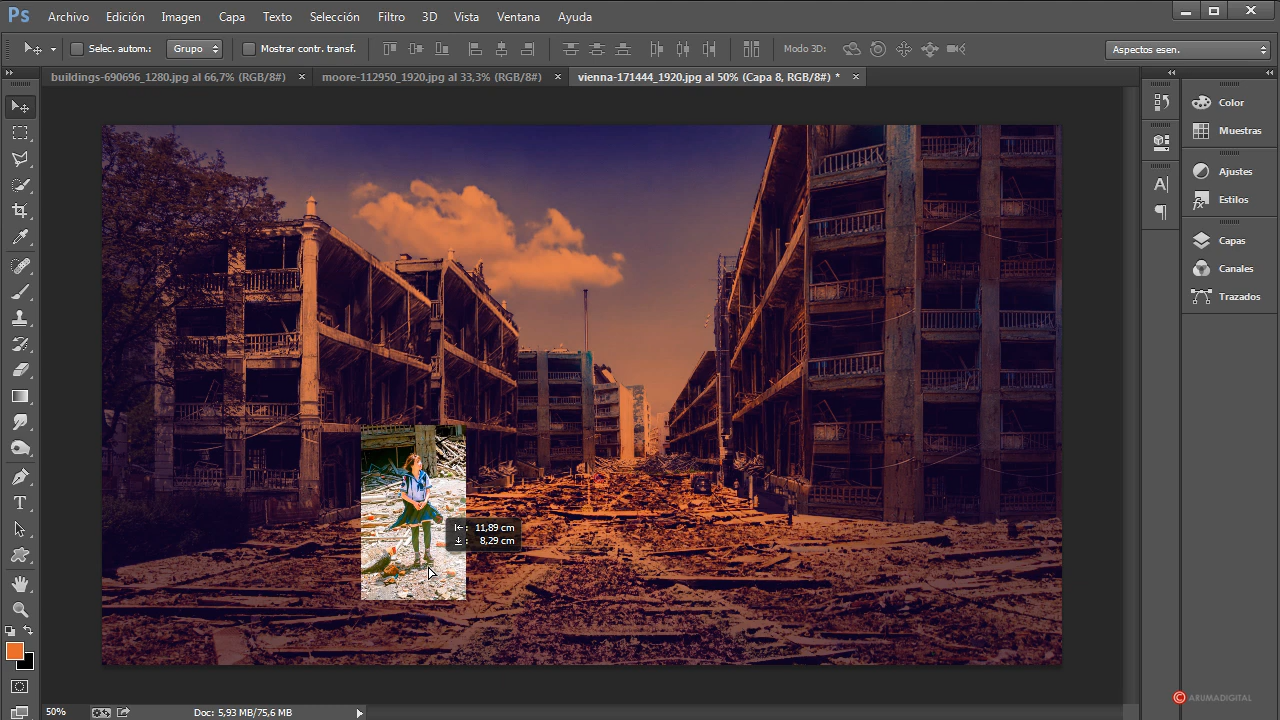 Ps Archivo Edición Imagen Capa Texto Selección Filtro 3D Vista Ventana Ayuda
Selec. autom.: Grupo Mostrar contr. transf. Modo 3D: Aspectos esen.
buildings-690696_1280.jpg al 66,7% (RGB/8#) × moore-112950_1920.jpg al 33,3% (RGB/8#) × vienna-171444_1920.jpg al 50% (Capa 8, RGB/8#) * ×
Color
Muestras
Ajustes
Estilos
Capas
Canales
Trazados
11,89 cm
8,29 cm
© ARUMADIGITAL
50% Doc: 5,93 MB/75,6 MB